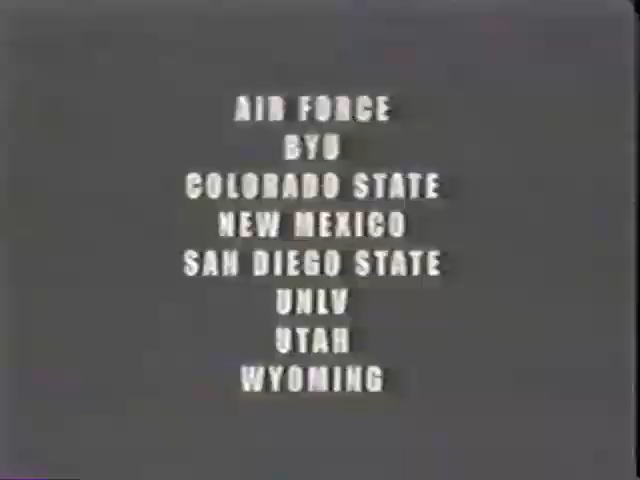 AIR FORCE
BYU
COLORADO STATE
NEW MEXICO
SAN DIEGO STATE
UNLV
UTAH
WYOMING